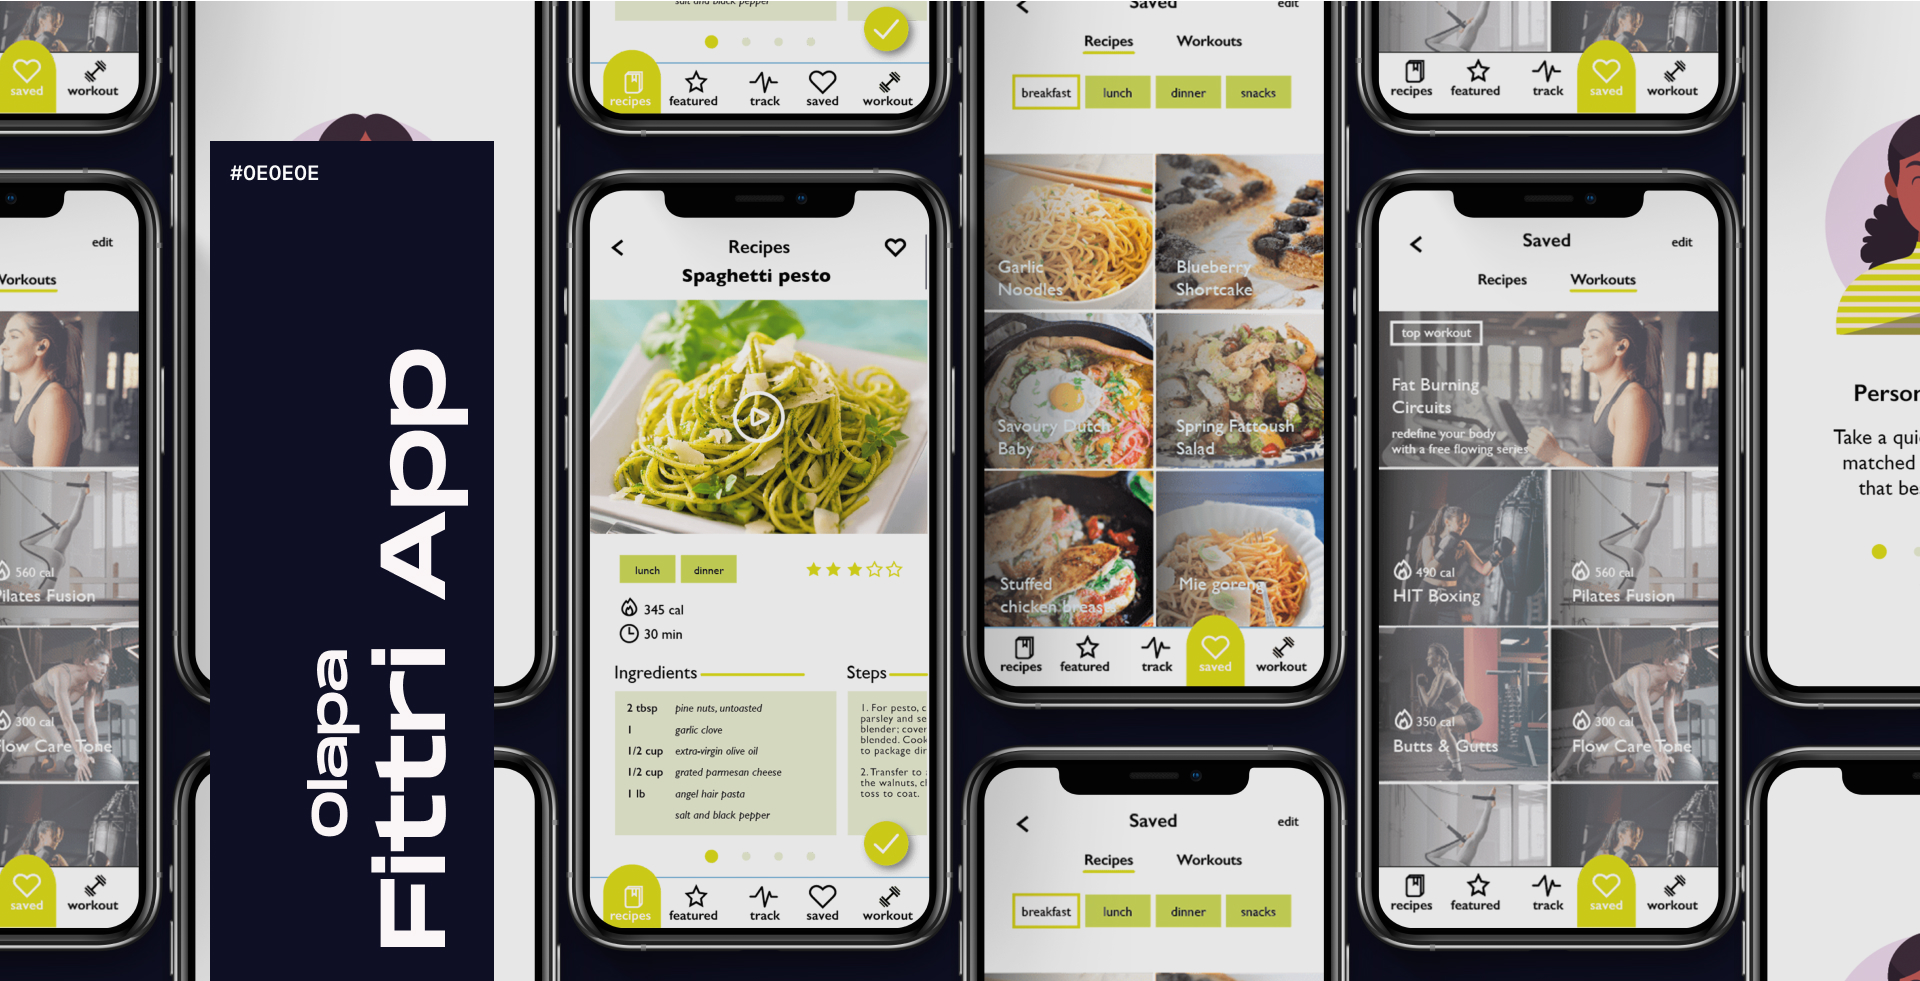 saved
workout
edit
Workouts
560 cal
Pilates Fusion
300 cal
Flow Care Tone
saved
workout
#0E0E0E
olapa
Fittri App
salt and black pepper
recipes
featured
track
saved
workout
Recipes
Spaghetti pesto
lunch
dinner
345 cal
30 min
Ingredients
Steps
2 tbsp pine nuts, untoasted
1 garlic clove
1/2 cup extra-virgin olive oil
1/2 cup grated parmesan cheese
1 lb angel hair pasta
salt and black pepper
1. For pesto, c
parsley and se
blender; cover
blended. Cook
to package dir
2. Transfer to
the walnuts, cl
toss to coat.
recipes
featured
track
saved
workout
Saved
edit
Recipes
Workouts
breakfast
lunch
dinner
snacks
Garlic
Noodles
Blueberry
Shortcake
Savoury Dutch
Baby
Spring Fattoush
Salad
Stuffed
chicken breasts
Mie goreng
recipes
featured
track
saved
workout
Saved
edit
Recipes
Workouts
breakfast
lunch
dinner
snacks
recipes
featured
track
saved
workout
Saved
edit
Recipes
Workouts
top workout
Fat Burning
Circuits
redefine your body
with a free flowing series
490 cal
HIT Boxing
560 cal
Pilates Fusion
350 cal
Butts & Gutts
300 cal
Flow Care Tone
recipes
featured
track
saved
workout
Person
Take a qui
matched
that be